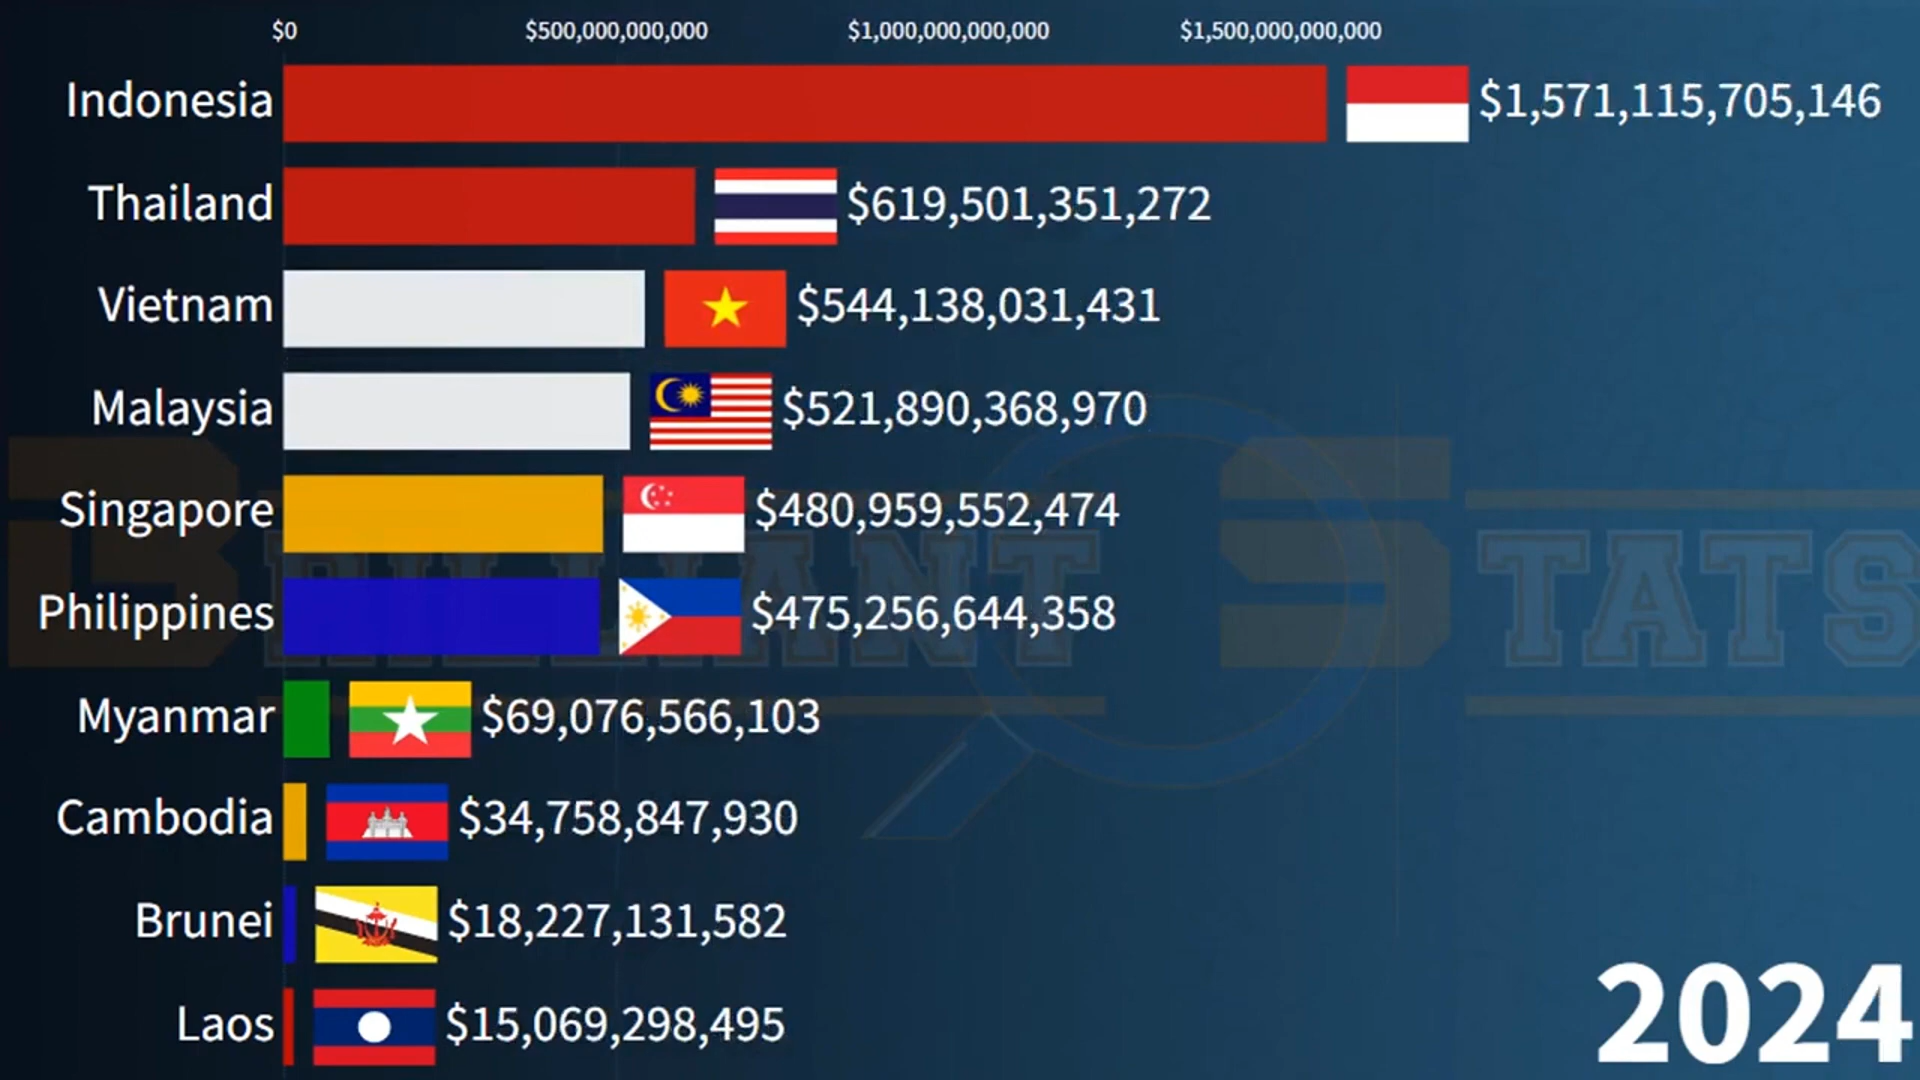 $0 $500,000,000,000 $1,000,000,000,000 $1,500,000,000,000
Indonesia $1,571,115,705,146
Thailand $619,501,351,272
Vietnam $544,138,031,431
Malaysia $521,890,368,970
Singapore $480,959,552,474
Philippines $475,256,644,358
BRILLIANT STATS
Myanmar $69,076,566,103
Cambodia $34,758,847,930
Brunei $18,227,131,582
Laos $15,069,298,495
2024